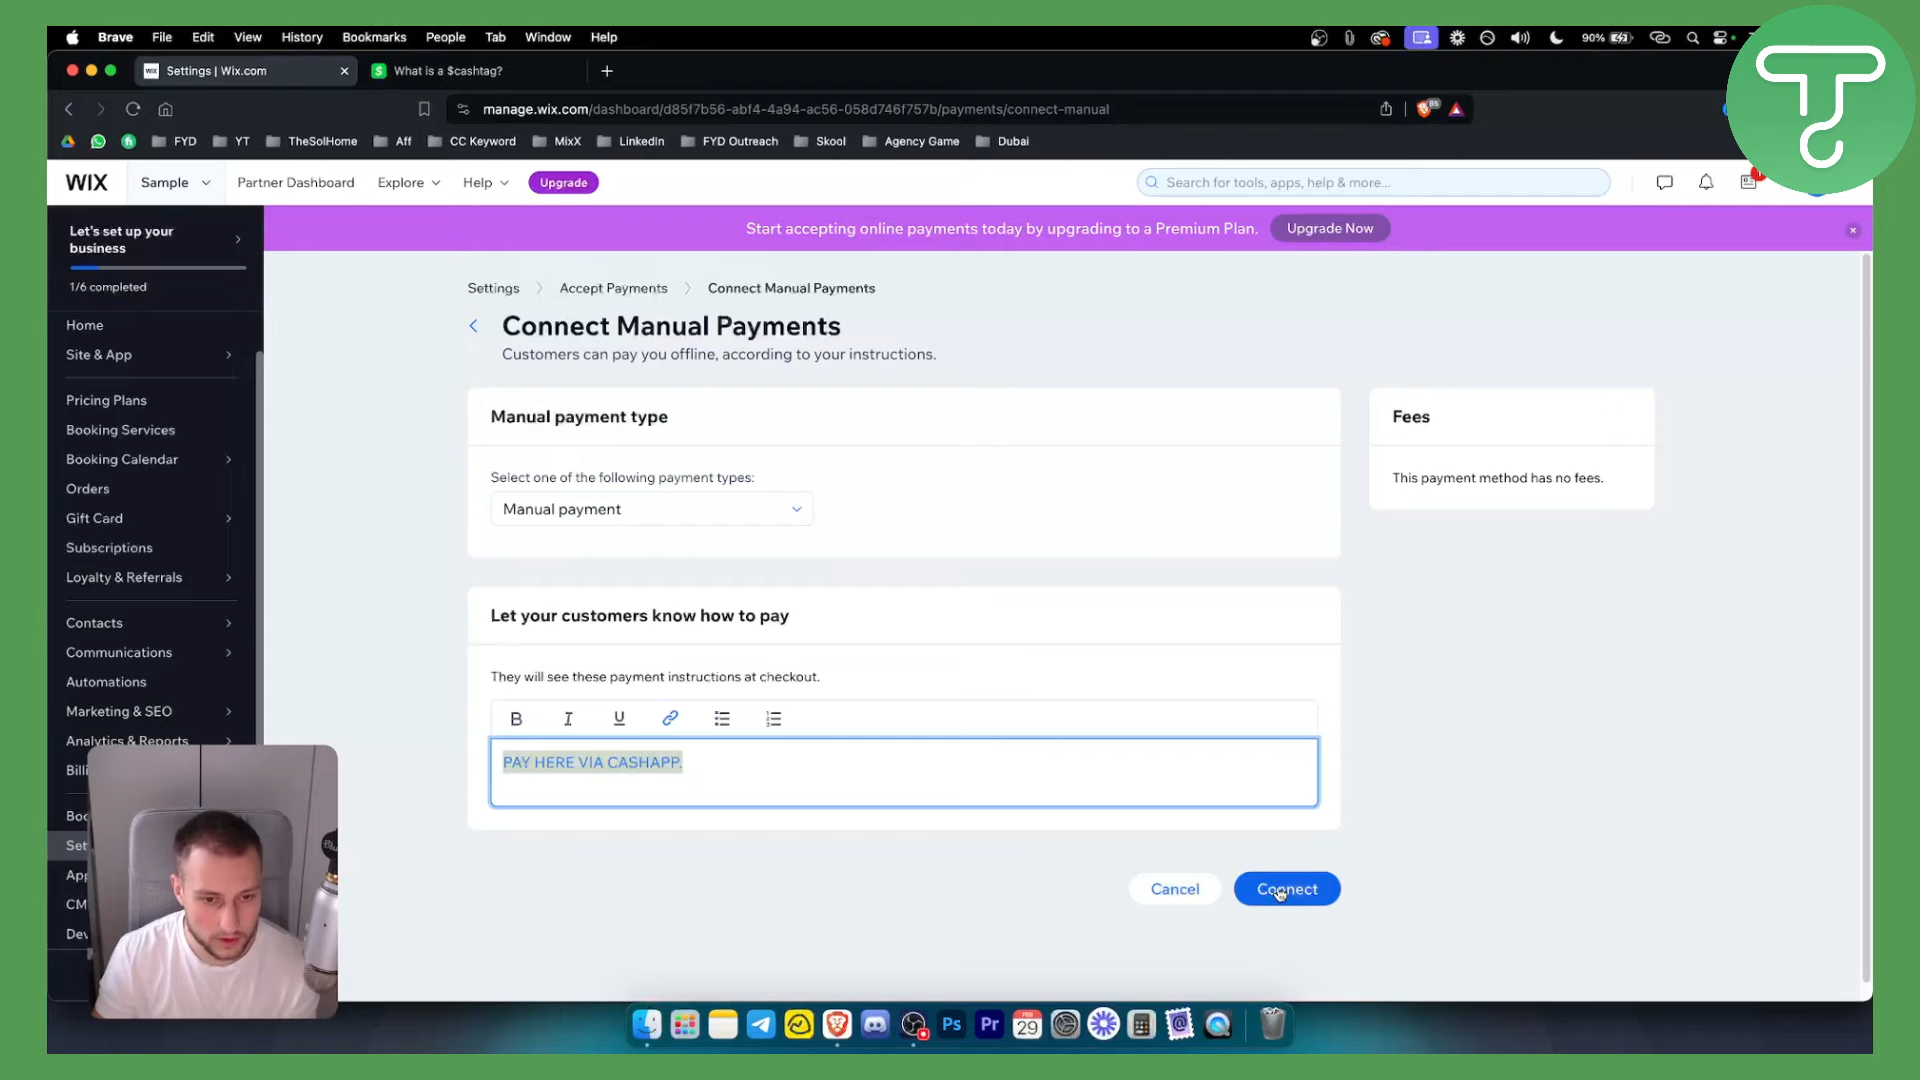 Brave File Edit View History Bookmarks People Tab Window Help
90%
Settings | Wix.com
What is a $cashtag?
manage.wix.com/dashboard/d85f7b56-abf4-4a94-ac56-058d746f757b/payments/connect-manual
FYD YT TheSolHome Aff CC Keyword MixX LinkedIn FYD Outreach Skool Agency Game Dubai
WIX Sample Partner Dashboard Explore Help Upgrade
Search for tools, apps, help & more...
Start accepting online payments today by upgrading to a Premium Plan. Upgrade Now
Let's set up your
business
1/6 completed
Home
Site & App
Pricing Plans
Booking Services
Booking Calendar
Orders
Gift Card
Subscriptions
Loyalty & Referrals
Contacts
Communications
Automations
Marketing & SEO
Analytics & Reports
Settings Accept Payments Connect Manual Payments
Connect Manual Payments
Customers can pay you offline, according to your instructions.
Manual payment type
Select one of the following payment types:
Manual payment
Fees
This payment method has no fees.
Let your customers know how to pay
They will see these payment instructions at checkout.
B I U
PAY HERE VIA CASHAPP.
Cancel Connect
Ps Pr FEB 29